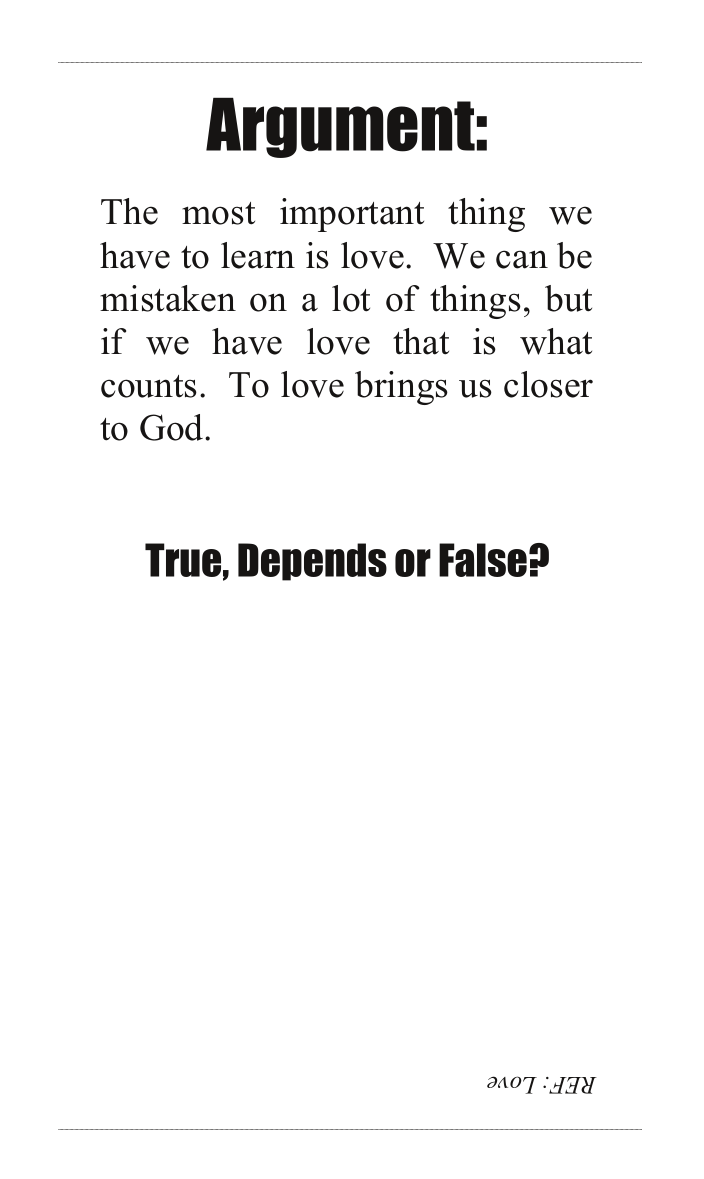 Argument:
The most important thing we
have to learn is love.  We can be
mistaken on a lot of things, but
if we have love that is what
counts.  To love brings us closer
to God.
True, Depends or False?
REF: Love